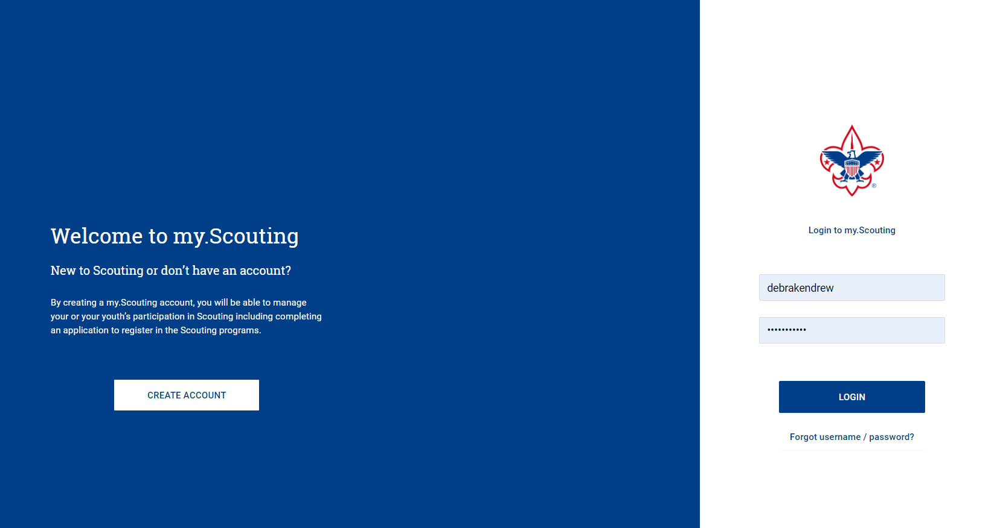 Welcome to my.Scouting
New to Scouting or don’t have an account?
By creating a my.Scouting account, you will be able to manage
your or your youth’s participation in Scouting including completing
an application to register in the Scouting programs.
CREATE ACCOUNT
®
Login to my.Scouting
debrakendrew
•••••••••••
LOGIN
Forgot username / password?